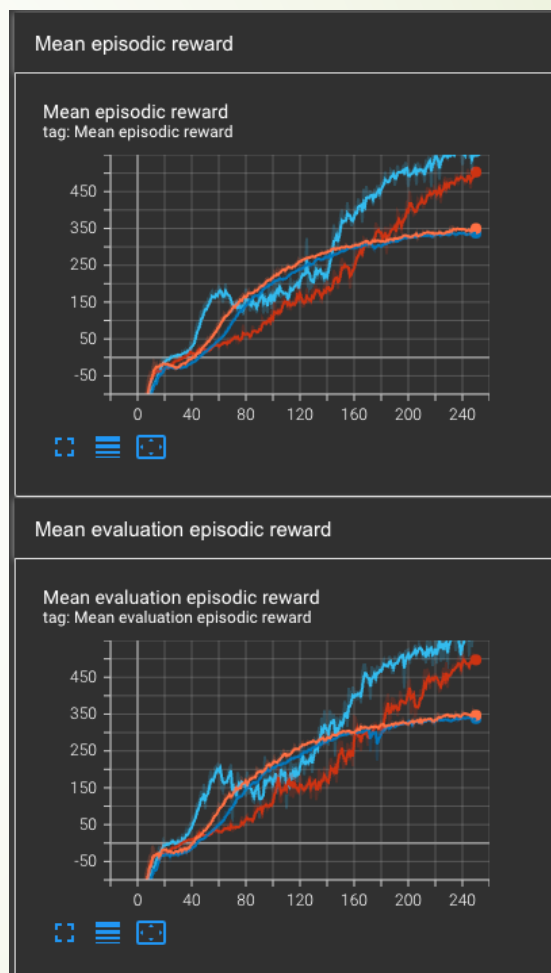 Mean episodic reward
Mean episodic reward
tag: Mean episodic reward
450
350
250
150
50
-50
0 40 80 120 160 200 240
Mean evaluation episodic reward
Mean evaluation episodic reward
tag: Mean evaluation episodic reward
450
350
250
150
50
-50
0 40 80 120 160 200 240